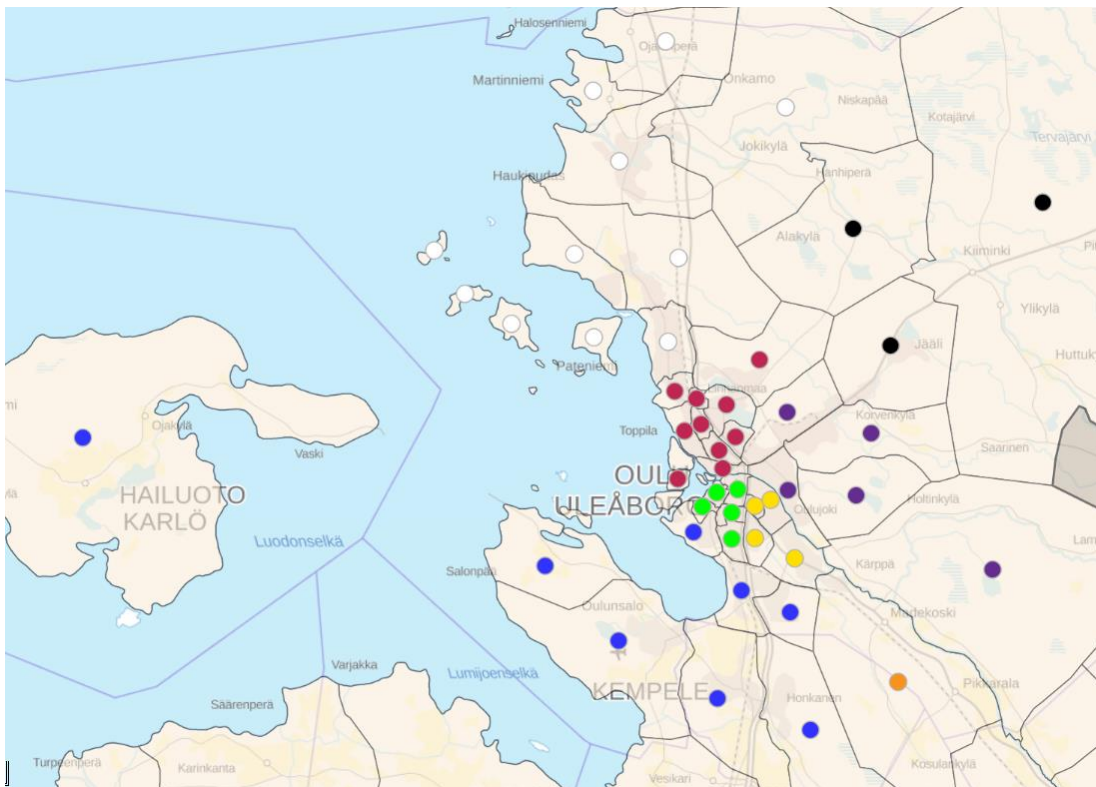 Halosenniemi
Martinniemi
Onkamo
Niskapää
Kotajärvi
Tervajärvi
Jokikylä
Hanhiperä
Haukipudas
Alakylä
Kiiminki
Ylikylä
Jääli
Huttuk
Pateniemi
Linnanmaa
Korvenkylä
Ojakylä
Toppila
Saarinen
Vaski
HAILUOTO
KARLÖ
OULU
ULEÅBORG
Oulujoki
Holtinkylä
Luodonselkä
Kärppä
Salonpää
Oulunsalo
Madekoski
Varjakka
Lumijoenselkä
KEMPELE
Honkanen
Pikkarala
Säärenperä
Turpeenperä
Karinkanta
Vesikari
Kosulankylä